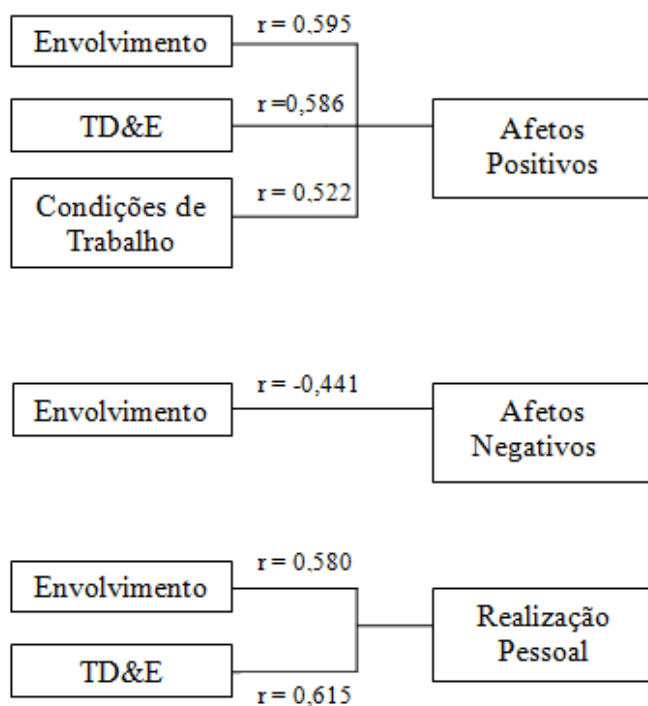 Envolvimento
r = 0,595
TD&E
r =0,586
Condições de
Trabalho
r = 0,522
Afetos
Positivos
Envolvimento
r = -0,441
Afetos
Negativos
Envolvimento
r = 0,580
TD&E
r = 0,615
Realização
Pessoal